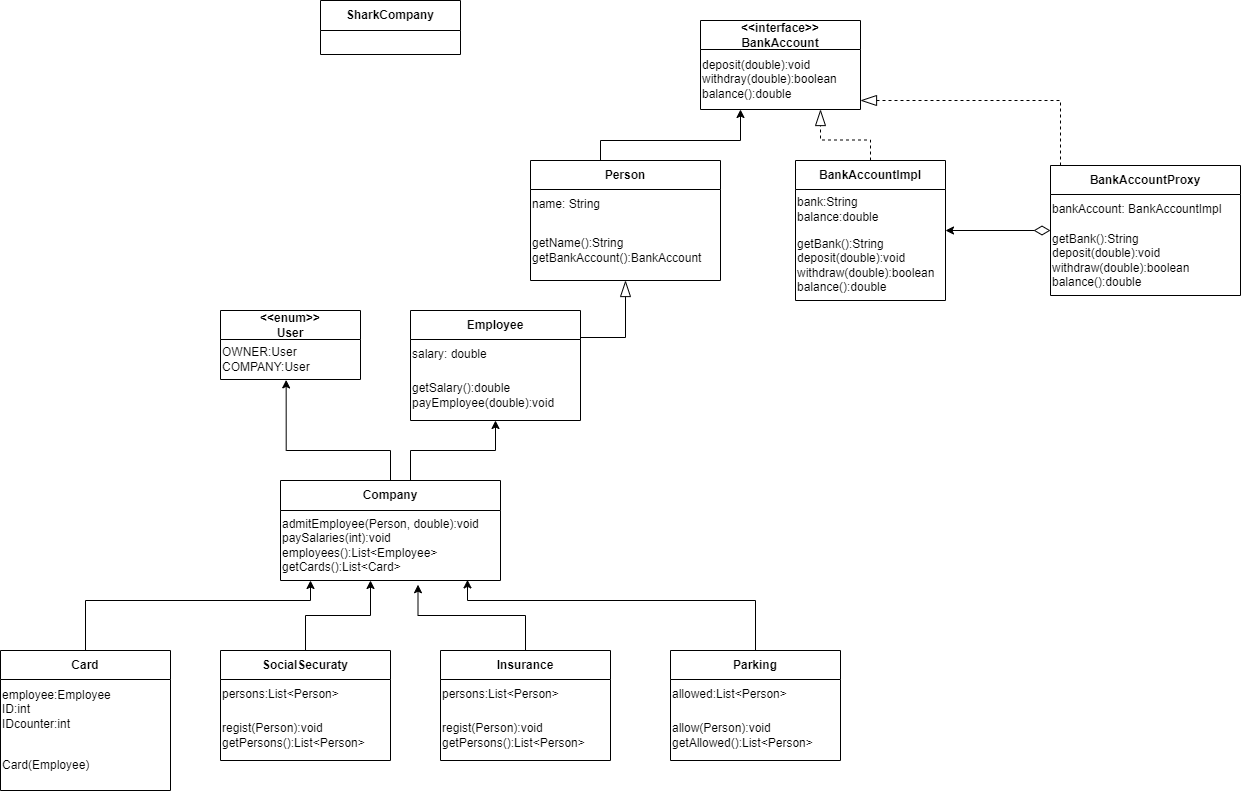 SharkCompany
<<interface>>
BankAccount
deposit(double):void
withdray(double):boolean
balance():double
Person
name: String
getName():String
getBankAccount():BankAccount
BankAccountImpl
bank:String
balance:double
getBank():String
deposit(double):void
withdraw(double):boolean
balance():double
BankAccountProxy
bankAccount: BankAccountImpl
getBank():String
deposit(double):void
withdraw(double):boolean
balance():double
<<enum>>
User
OWNER:User
COMPANY:User
Employee
salary: double
getSalary():double
payEmployee(double):void
Company
admitEmployee(Person, double):void
paySalaries(int):void
employees():List<Employee>
getCards():List<Card>
Card
employee:Employee
ID:int
IDcounter:int
Card(Employee)
SocialSecuraty
persons:List<Person>
regist(Person):void
getPersons():List<Person>
Insurance
persons:List<Person>
regist(Person):void
getPersons():List<Person>
Parking
allowed:List<Person>
allow(Person):void
getAllowed():List<Person>